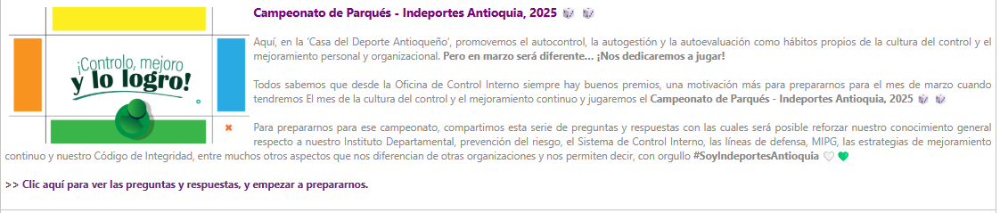 Campeonato de Parqués - Indeportes Antioquia, 2025
¡Controlo, mejoro
y lo logro!
Aquí, en la 'Casa del Deporte Antioqueño', promovemos el autocontrol, la autogestión y la autoevaluación como hábitos propios de la cultura del control y el
mejoramiento personal y organizacional. Pero en marzo será diferente... ¡Nos dedicaremos a jugar!
Todos sabemos que desde la Oficina de Control Interno siempre hay buenos premios, una motivación más para prepararnos para el mes de marzo cuando
tendremos El mes de la cultura del control y el mejoramiento continuo y jugaremos el Campeonato de Parqués - Indeportes Antioquia, 2025
Para prepararnos para ese campeonato, compartimos esta serie de preguntas y respuestas con las cuales será posible reforzar nuestro conocimiento general
respecto a nuestro Instituto Departamental, prevención del riesgo, el Sistema de Control Interno, las líneas de defensa, MIPG, las estrategias de mejoramiento
continuo y nuestro Código de Integridad, entre muchos otros aspectos que nos diferencian de otras organizaciones y nos permiten decir, con orgullo #SoyIndeportesAntioquia 🤍💚
>> Clic aquí para ver las preguntas y respuestas, y empezar a prepararnos.